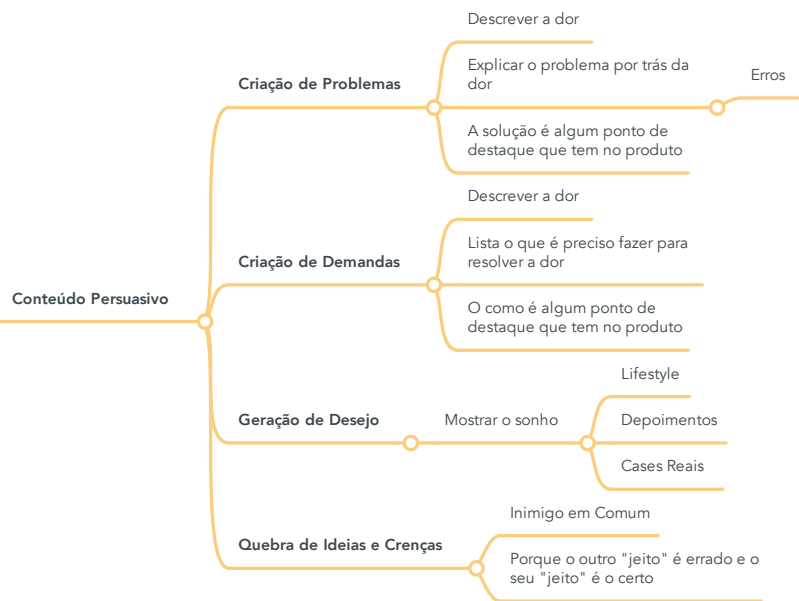 Conteúdo Persuasivo
Criação de Problemas
Descrever a dor
Explicar o problema por trás da
dor
Erros
A solução é algum ponto de
destaque que tem no produto
Criação de Demandas
Descrever a dor
Lista o que é preciso fazer para
resolver a dor
O como é algum ponto de
destaque que tem no produto
Geração de Desejo
Mostrar o sonho
Lifestyle
Depoimentos
Cases Reais
Quebra de Ideias e Crenças
Inimigo em Comum
Porque o outro "jeito" é errado e o
seu "jeito" é o certo